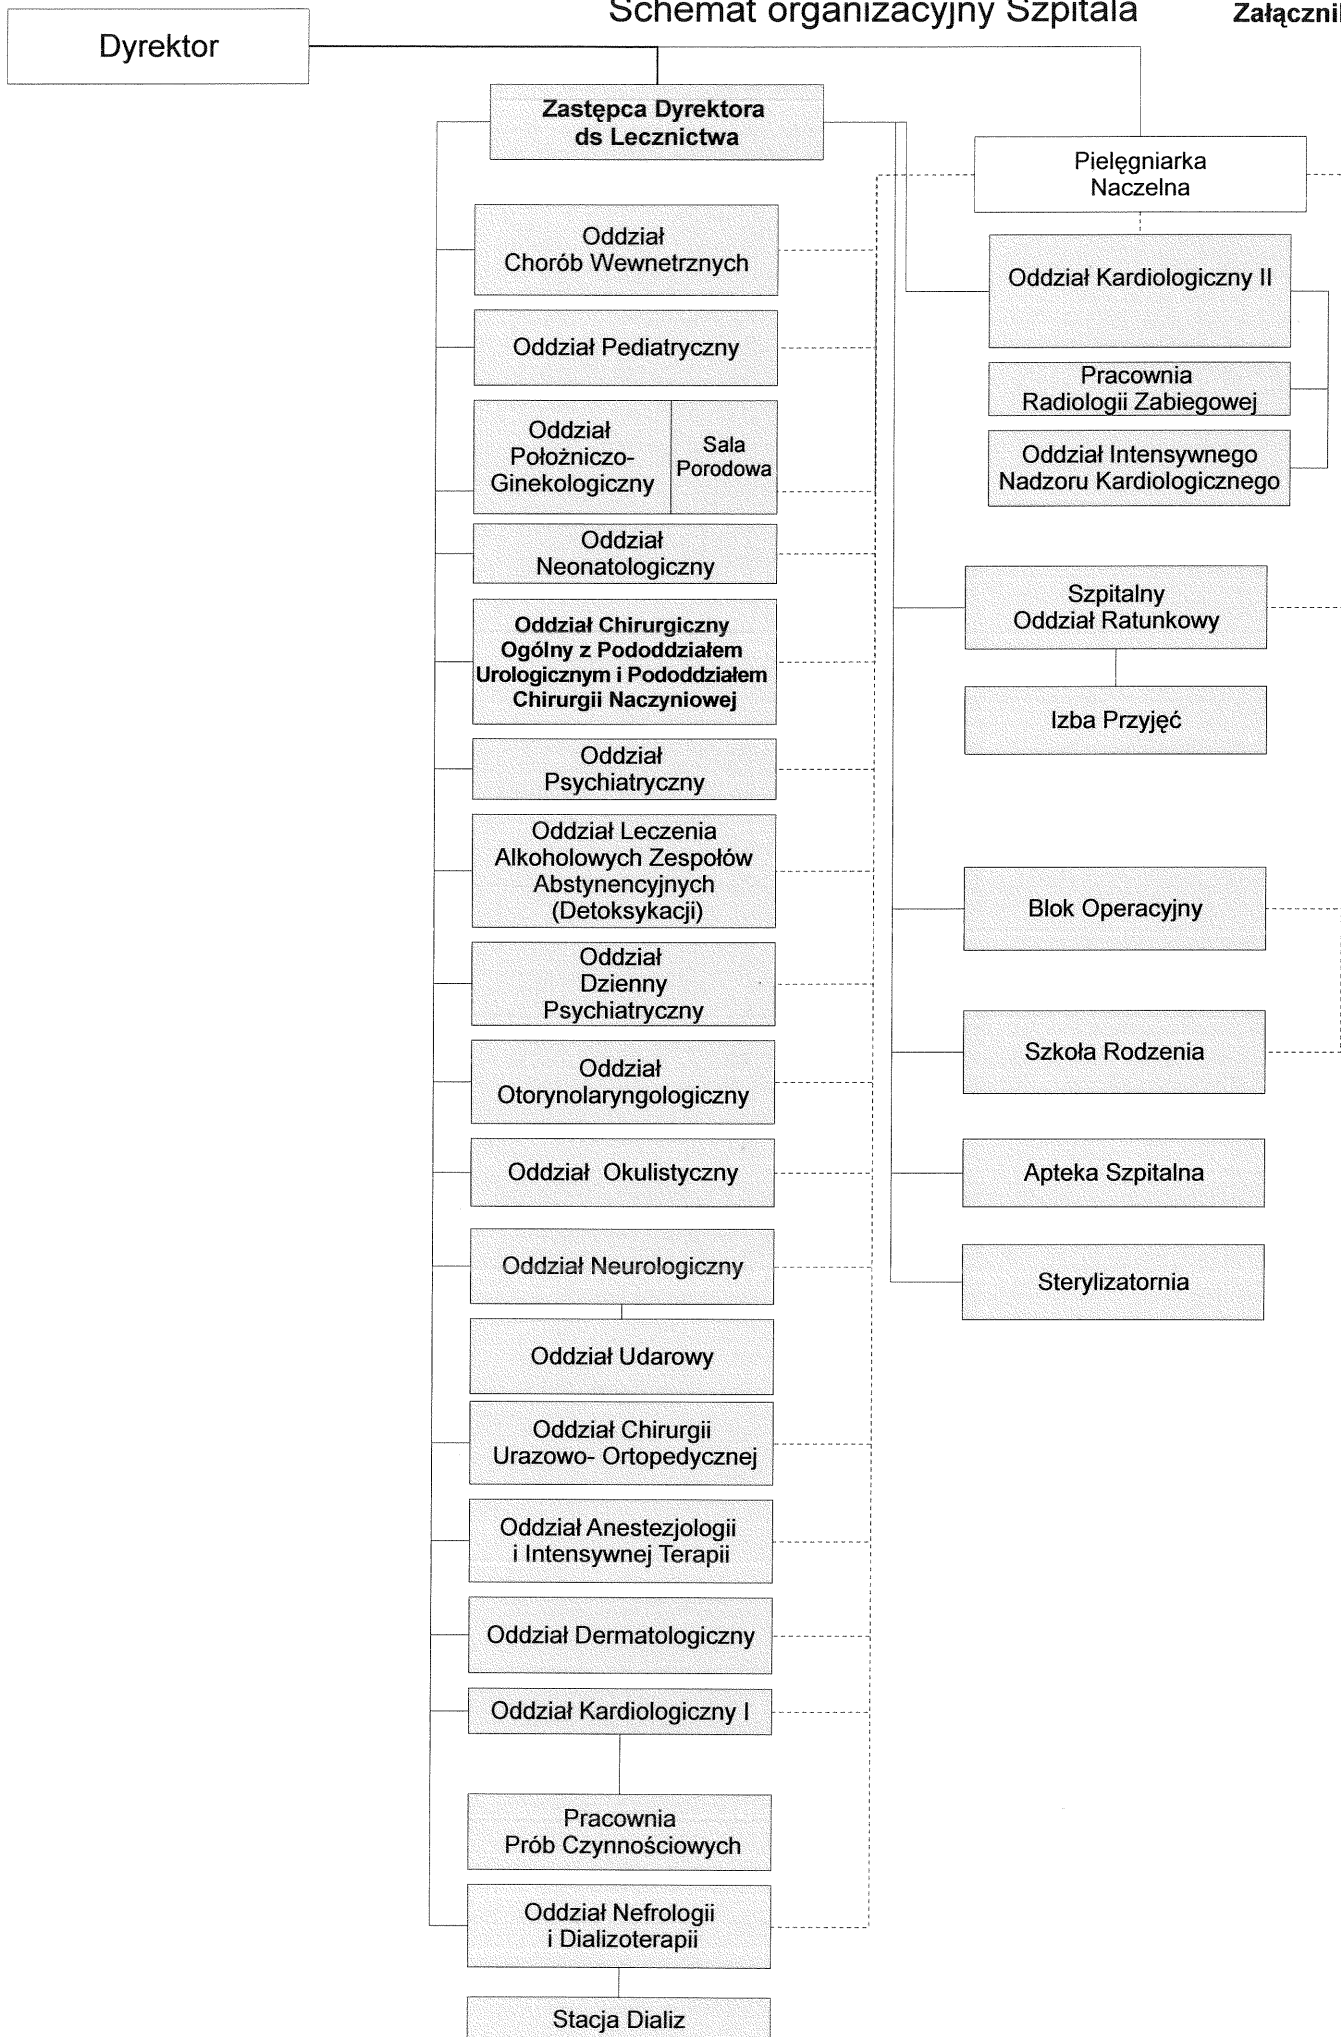 Schemat organizacyjny Szpitala
Dyrektor
Zastępca Dyrektora
ds Lecznictwa
Oddział
Chorób Wewnetrznych
Oddział Pediatryczny
Oddział
Położniczo-
Ginekologiczny
Sala
Porodowa
Oddział
Neonatologiczny
Oddział Chirurgiczny
Ogólny z Pododdziałem
Urologicznym i Pododdziałem
Chirurgii Naczyniowej
Oddział
Psychiatryczny
Oddział Leczenia
Alkoholowych Zespołów
Abstynencyjnych
(Detoksykacji)
Oddział
Dzienny
Psychiatryczny
Oddział
Otorynolaryngologiczny
Oddział Okulistyczny
Oddział Neurologiczny
Oddział Udarowy
Oddział Chirurgii
Urazowo- Ortopedycznej
Oddział Anestezjologii
i Intensywnej Terapii
Oddział Dermatologiczny
Oddział Kardiologiczny I
Pracownia
Prób Czynnościowych
Oddział Nefrologii
i Dializoterapii
Stacja Dializ
Pielęgniarka
Naczelna
Oddział Kardiologiczny II
Pracownia
Radiologii Zabiegowej
Oddział Intensywnego
Nadzoru Kardiologicznego
Szpitalny
Oddział Ratunkowy
Izba Przyjęć
Blok Operacyjny
Szkoła Rodzenia
Apteka Szpitalna
Sterylizatornia